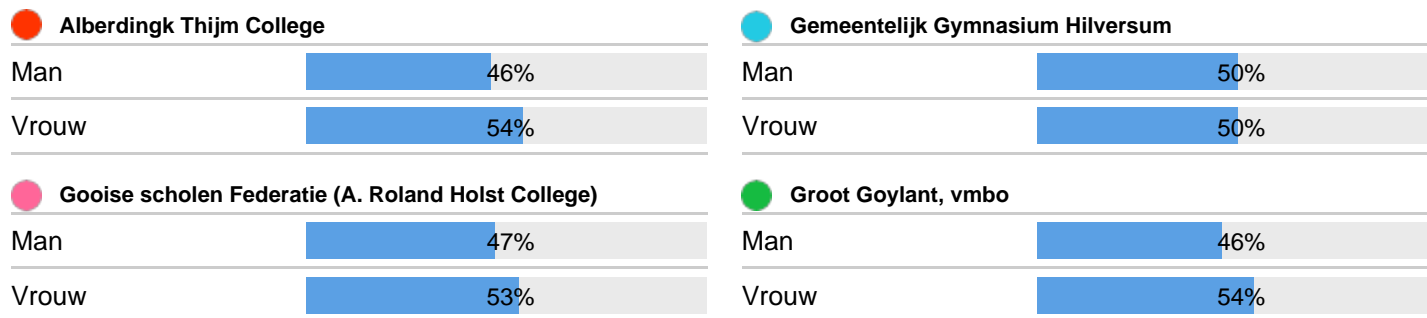 Alberdingk Thijm College
Man 46%
Vrouw 54%
Gemeentelijk Gymnasium Hilversum
Man 50%
Vrouw 50%
Gooise scholen Federatie (A. Roland Holst College)
Man 47%
Vrouw 53%
Groot Goylant, vmbo
Man 46%
Vrouw 54%